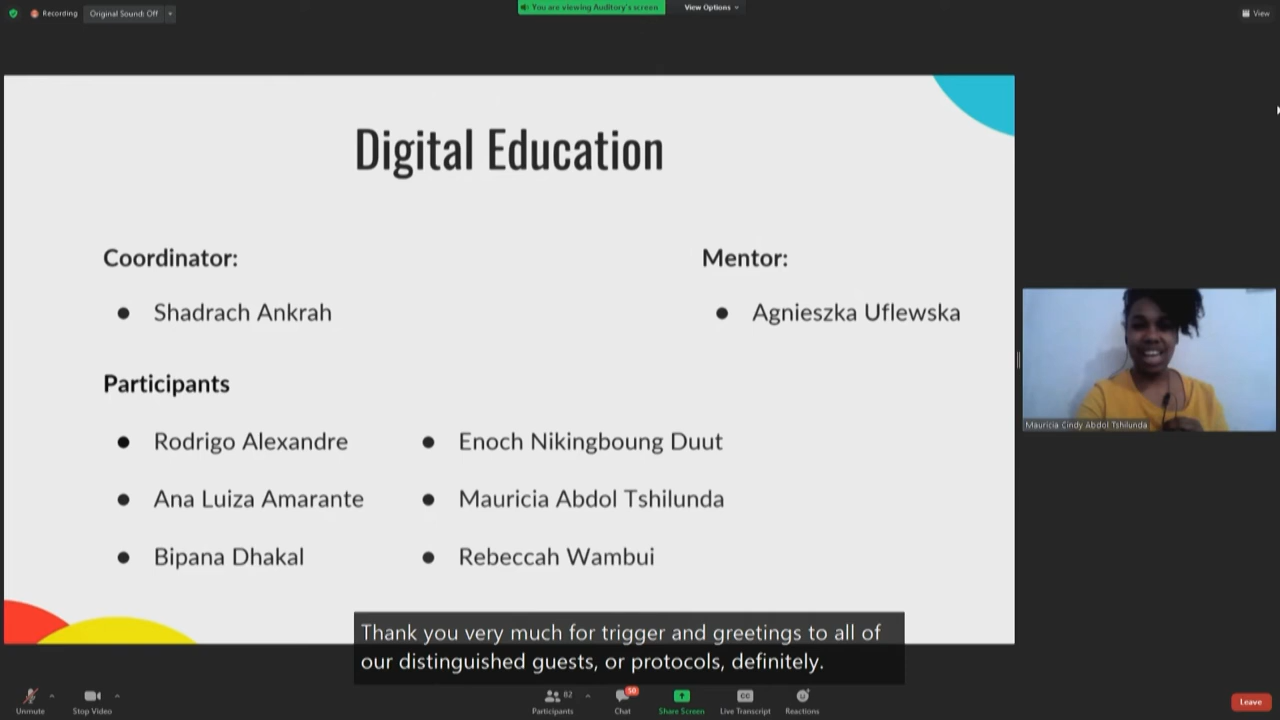 Recording
Original Sound: Off
You are viewing Auditory's screen
View Options
View
Digital Education
Coordinator:
Mentor:
Shadrach Ankrah
Agnieszka Uflewska
Participants
Rodrigo Alexandre
Enoch Nikingboung Duut
Ana Luiza Amarante
Mauricia Abdol Tshilunda
Bipana Dhakal
Rebeccah Wambui
Mauricia Cindy Abdol Tshilunda
Thank you very much for trigger and greetings to all of
our distinguished guests, or protocols, definitely.
Unmute
Stop Video
82
Participants
50
Chat
Share Screen
CC
Live Transcript
Reactions
Leave